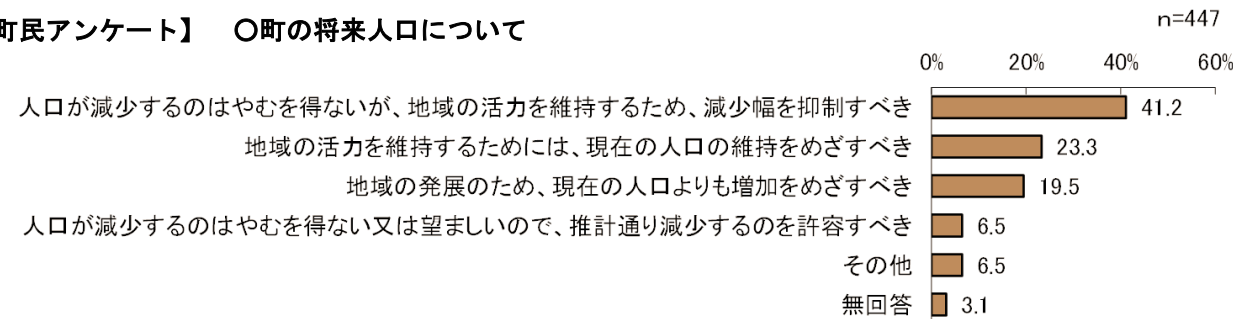 町民アンケート】　〇町の将来人口について
n=447
0% 20% 40% 60%
人口が減少するのはやむを得ないが、地域の活力を維持するため、減少幅を抑制すべき 41.2
地域の活力を維持するためには、現在の人口の維持をめざすべき 23.3
地域の発展のため、現在の人口よりも増加をめざすべき 19.5
人口が減少するのはやむを得ない又は望ましいので、推計通り減少するのを許容すべき 6.5
その他 6.5
無回答 3.1